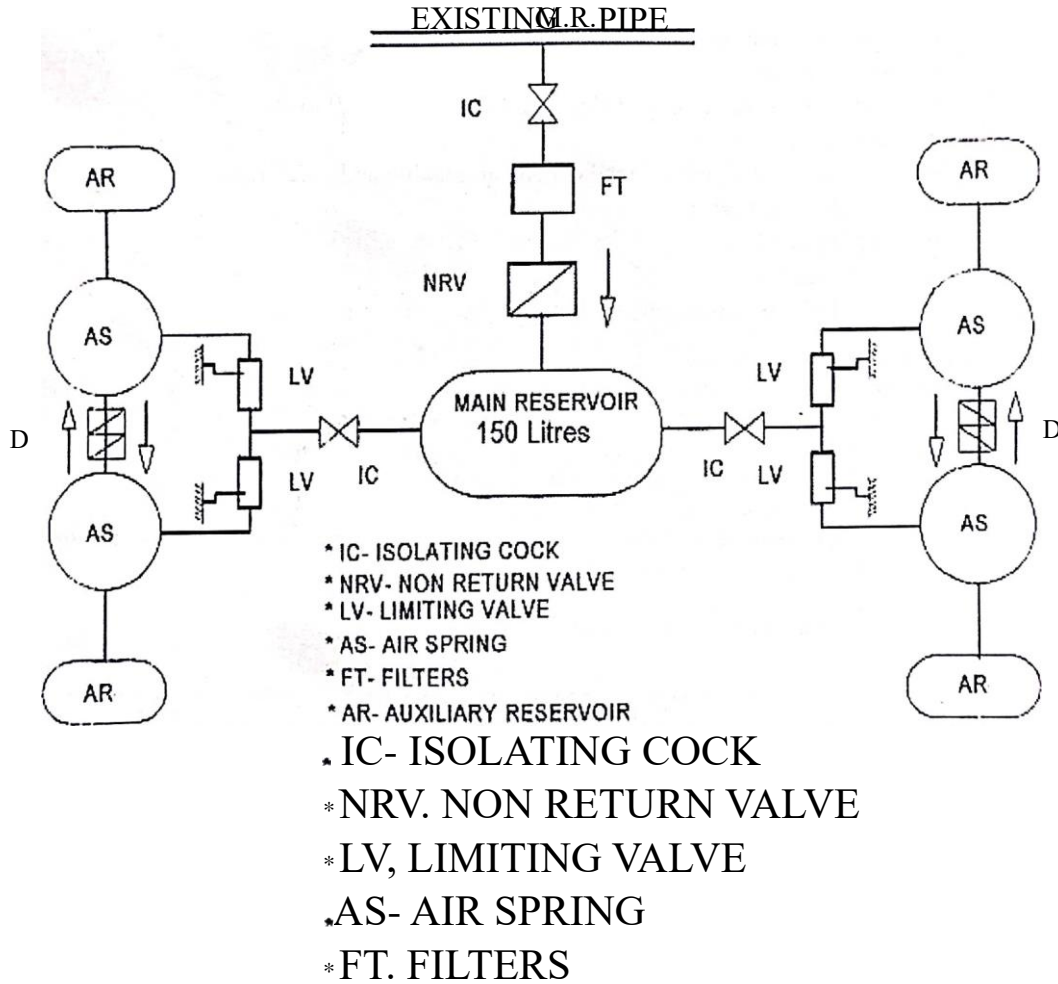 EXISTING M.R. PIPE
IC
AR
FT
AR
NRV
AS
AS
LV
LV
MAIN RESERVOIR
150 Litres
D
D
LV
IC
IC
LV
AS
AS
* IC- ISOLATING COCK
* NRV- NON RETURN VALVE
* LV- LIMITING VALVE
* AS- AIR SPRING
* FT- FILTERS
* AR- AUXILIARY RESERVOIR
AR
AR
* IC- ISOLATING COCK
* NRV. NON RETURN VALVE
* LV, LIMITING VALVE
* AS- AIR SPRING
* FT. FILTERS